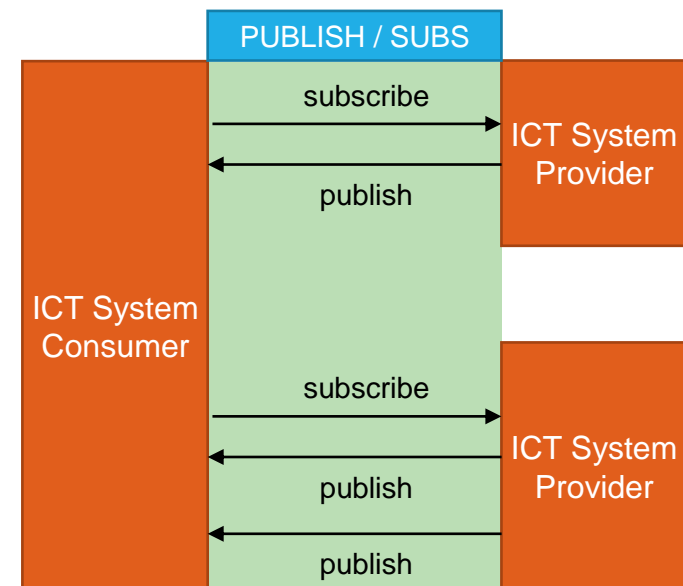 PUBLISH / SUBS
subscribe
ICT System
Provider
publish
ICT System
Consumer
subscribe
ICT System
Provider
publish
publish